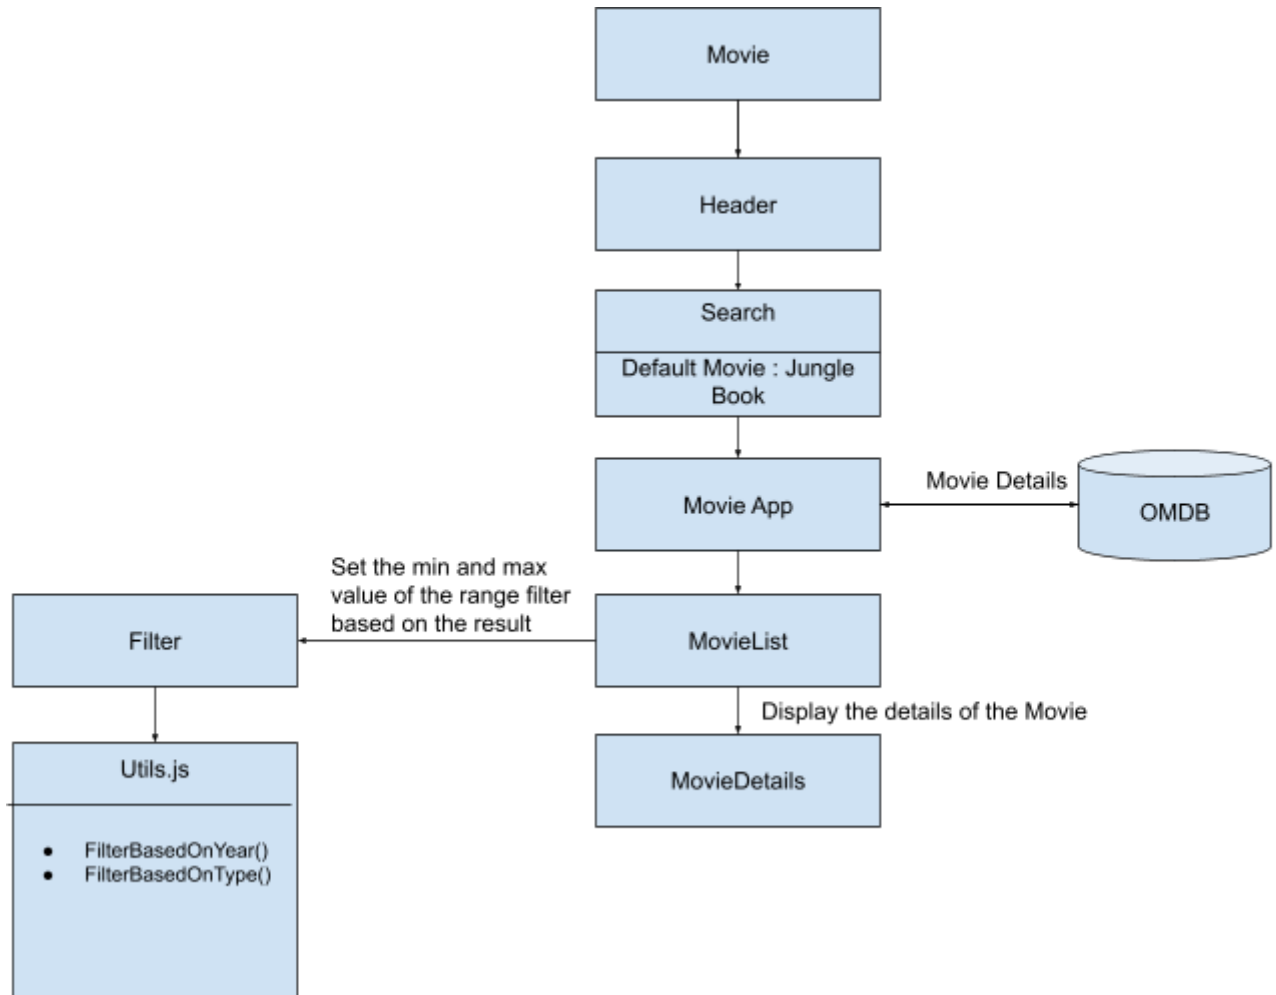 Movie
Header
Search
Default Movie : Jungle
Book
Movie App
Movie Details
OMDB
Set the min and max
value of the range filter
based on the result
Filter
MovieList
Display the details of the Movie
Utils.js
MovieDetails
● FilterBasedOnYear()
● FilterBasedOnType()